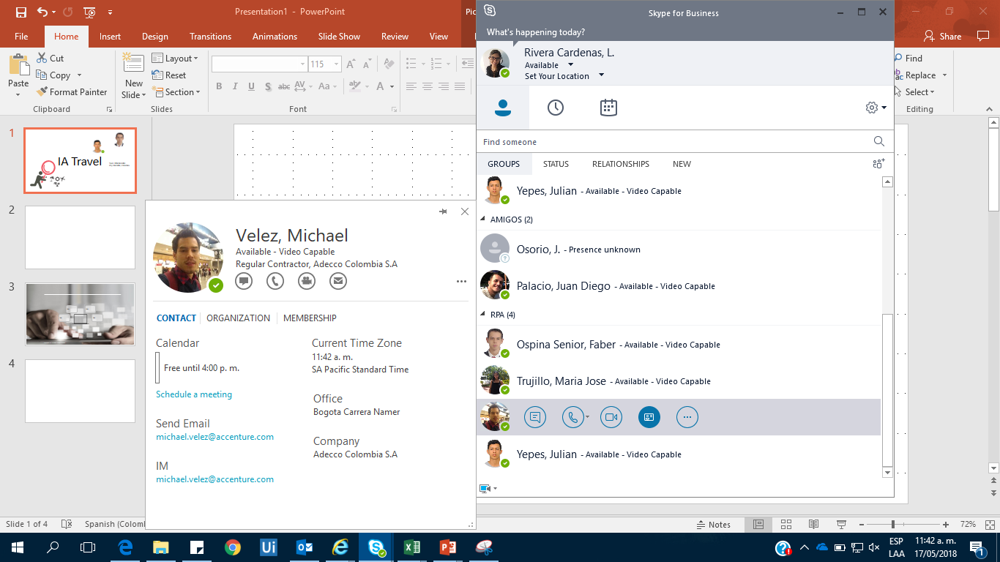 Presentation1 - PowerPoint
File
Home
Insert
Design
Transitions
Animations
Slide Show
Review
View
Share
Paste
Cut
Copy
Format Painter
Clipboard
New
Slide
Layout
Reset
Section
Slides
115
B I U S abc AV Aa A
Font
Find
Replace
Select
Editing
1
IA Travel
2
3
4
Skype for Business
What's happening today?
Rivera Cardenas, L.
Available
Set Your Location
Find someone
GROUPS
STATUS
RELATIONSHIPS
NEW
Yepes, Julian - Available - Video Capable
AMIGOS (2)
Osorio, J. - Presence unknown
Palacio, Juan Diego - Available - Video Capable
RPA (4)
Ospina Senior, Faber - Available - Video Capable
Trujillo, Maria Jose - Available - Video Capable
Yepes, Julian - Available - Video Capable
Velez, Michael
Available - Video Capable
Regular Contractor, Adecco Colombia S.A
CONTACT
ORGANIZATION
MEMBERSHIP
Calendar
Free until 4:00 p. m.
Schedule a meeting
Send Email
michael.velez@accenture.com
IM
michael.velez@accenture.com
Current Time Zone
11:42 a. m.
SA Pacific Standard Time
Office
Bogota Carrera Namer
Company
Adecco Colombia S.A
Slide 1 of 4
Spanish (Colom
Notes
72%
Ui
ESP
LAA
11:42 a. m.
17/05/2018
1